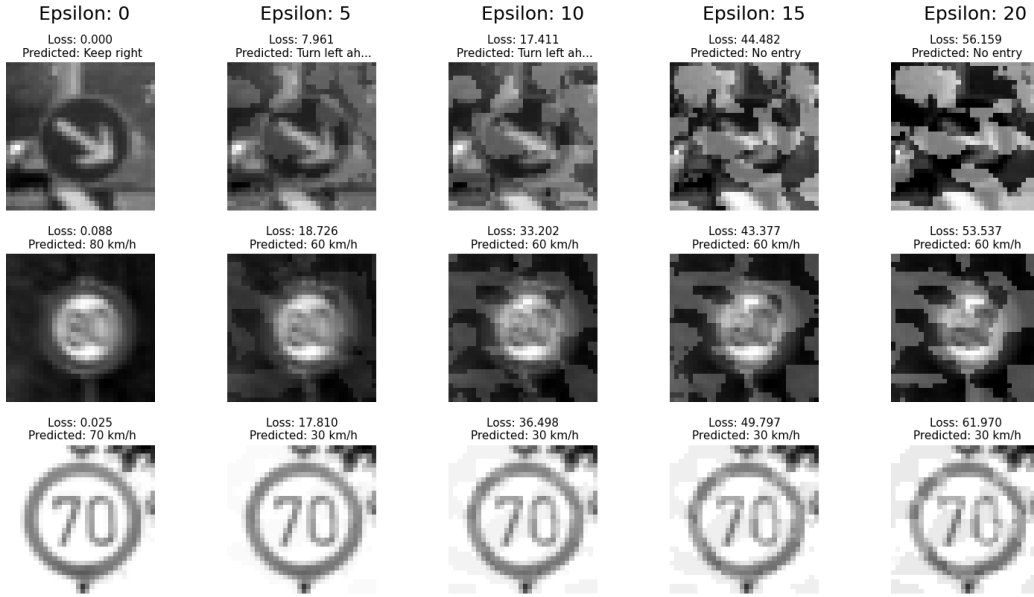 Epsilon: 0 Epsilon: 5 Epsilon: 10 Epsilon: 15 Epsilon: 20
Loss: 0.000 Loss: 7.961 Loss: 17.411 Loss: 44.482 Loss: 56.159
Predicted: Keep right Predicted: Turn left ah... Predicted: Turn left ah... Predicted: No entry Predicted: No entry
Loss: 0.088 Loss: 18.726 Loss: 33.202 Loss: 43.377 Loss: 53.537
Predicted: 80 km/h Predicted: 60 km/h Predicted: 60 km/h Predicted: 60 km/h Predicted: 60 km/h
Loss: 0.025 Loss: 17.810 Loss: 36.498 Loss: 49.797 Loss: 61.970
Predicted: 70 km/h Predicted: 30 km/h Predicted: 30 km/h Predicted: 30 km/h Predicted: 30 km/h
70 70 70 70 70